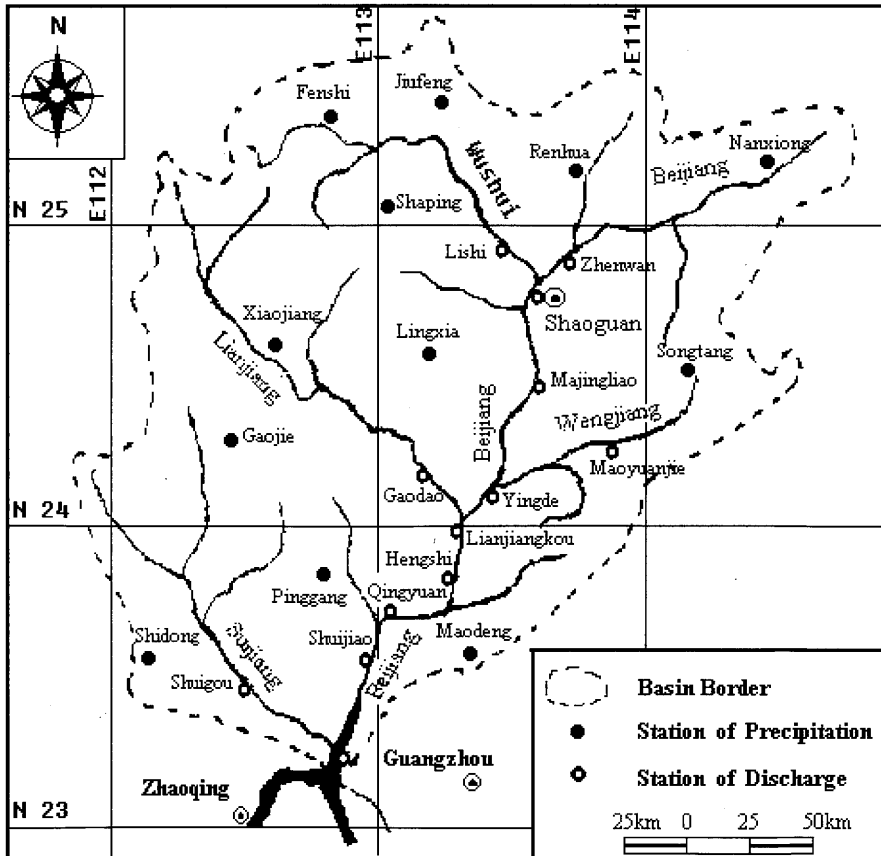 N
E113
E114
Jiufeng
Fenshi
Nanxiong
Renhua
Wushui
Beijiang
E112
Shaping
N 25
Lishi
Zhenwan
Xiaojiang
Shaoguan
Lingxia
Lianjiang
Songtang
Majingliao
Beijiang
Wengjiang
Gaojie
Maoyuanjie
Gaodao
Yingde
N 24
Lianjiangkou
Hengshi
Pinggang
Qingyuan
Shidong
Suijiang
Shuijiao
Maodeng
Beijiang
Shuigou
Basin Border
Station of Precipitation
Guangzhou
Station of Discharge
Zhaoqing
N 23
25km 0 25 50km